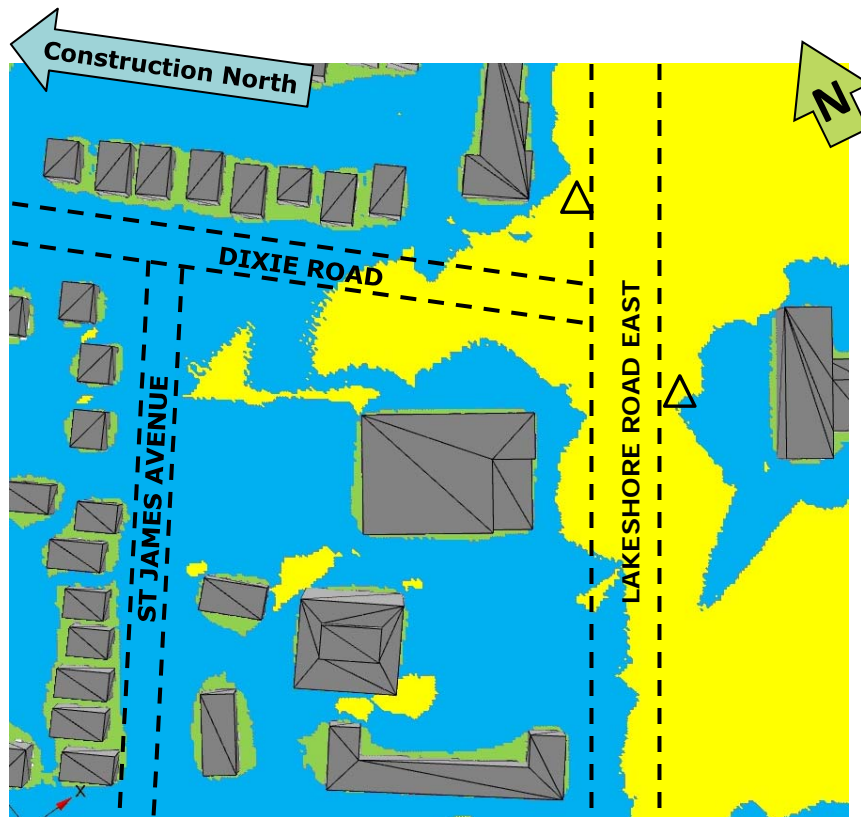 Construction North
N
DIXIE ROAD
LAKESHORE ROAD EAST
ST JAMES AVENUE
X